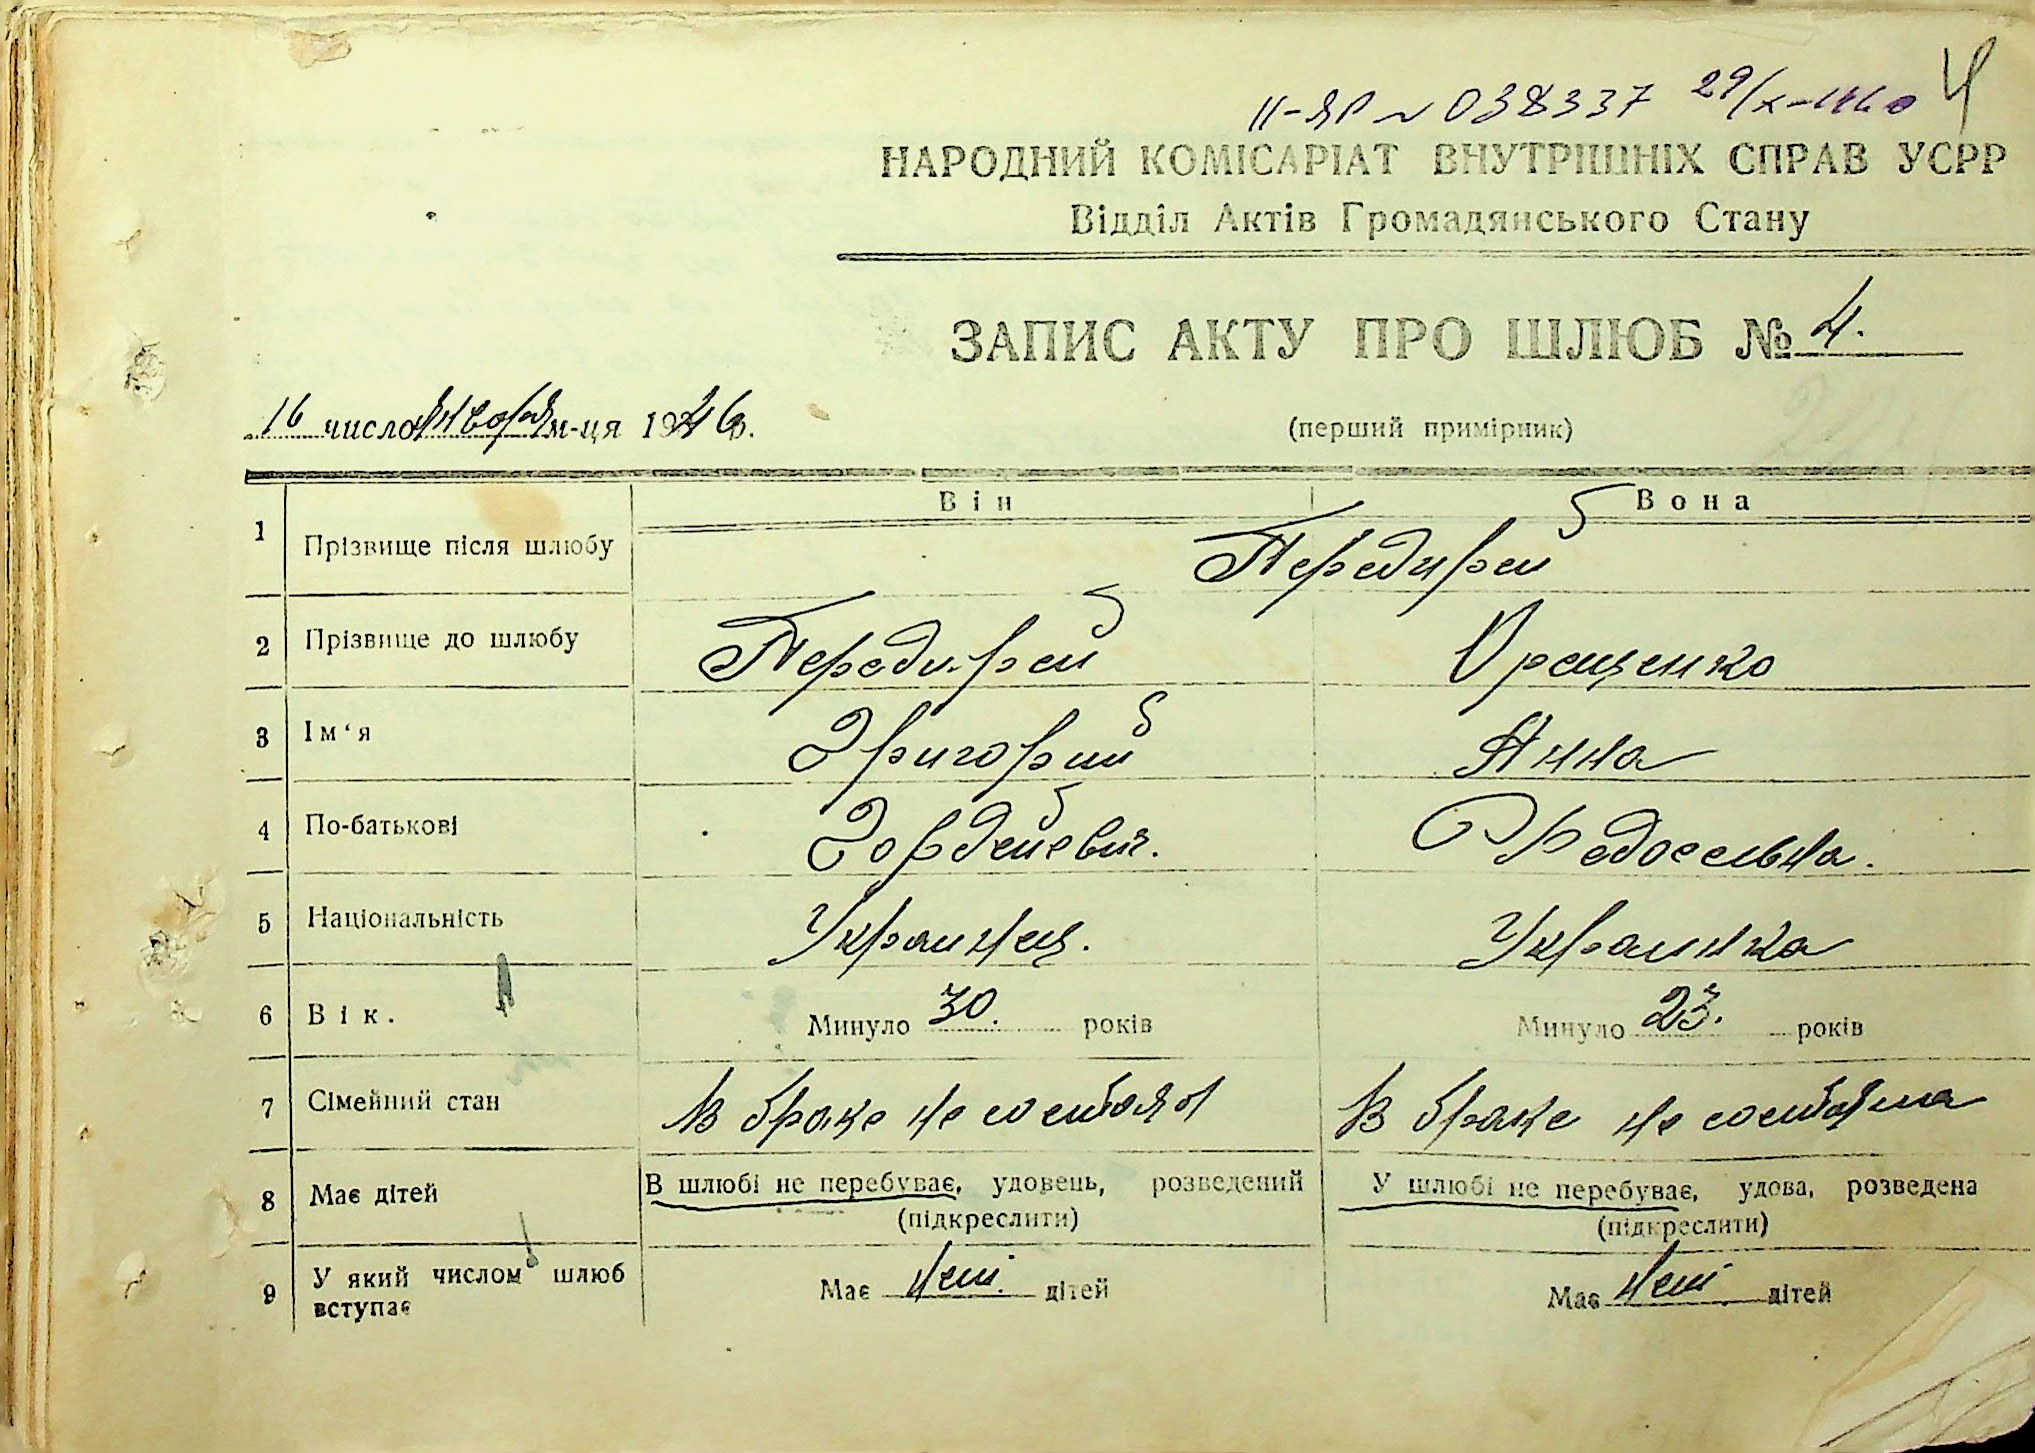 II-ЯР № 038337 29/X-46 г
4
НАРОДНИЙ КОМІСАРІАТ ВНУТРІШНІХ СПРАВ УСРР
Відділ Актів Громадянського Стану
ЗАПИС АКТУ ПРО ШЛЮБ № 4.
16 число января м-ця 1946 р.
(перший примірник)
Він Вона
1 Прізвище після шлюбу Передирей
2 Прізвище до шлюбу Передирей Орещенко
3 Ім‘я Григорий Анна
4 По-батькові Гордеевич. Федосеевна.
5 Національність Украинец. Украинка
6 Вік. Минуло 30. років Минуло 23. років
7 Сімейний стан В браке не состоял В браке не состояла
8 Має дітей В шлюбі не перебуває, удовець, розведений У шлюбі не перебуває, удова, розведена
(підкреслити) (підкреслити)
9 У який числом шлюб вступає Має нет. дітей Має нет. дітей